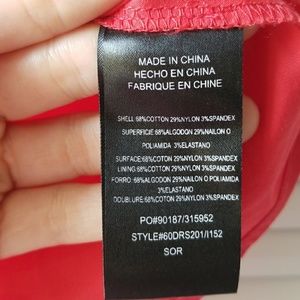 MADE IN CHINA
HECHO EN CHINA
FABRIQUE EN CHINE
SHELL:68%COTTON 29%NYLON 3%SPANDEX
SUPERFICIE:68%ALGODON 29%NAILON O
POLIAMIDA 3%ELASTANO
SURFACE:68%COTON 29%NYLON 3%SPANDEX
LINING:68%COTTON 29%NYLON 3%SPANDEX
FORRO:68%ALGODON 29%NAILON O POLIAMIDA
3%ELASTANO
DOUBLURE:68%COTON 29%NYLON 3%SPANDEX
PO#90187/315952
STYLE#60DRS201/I152
SOR